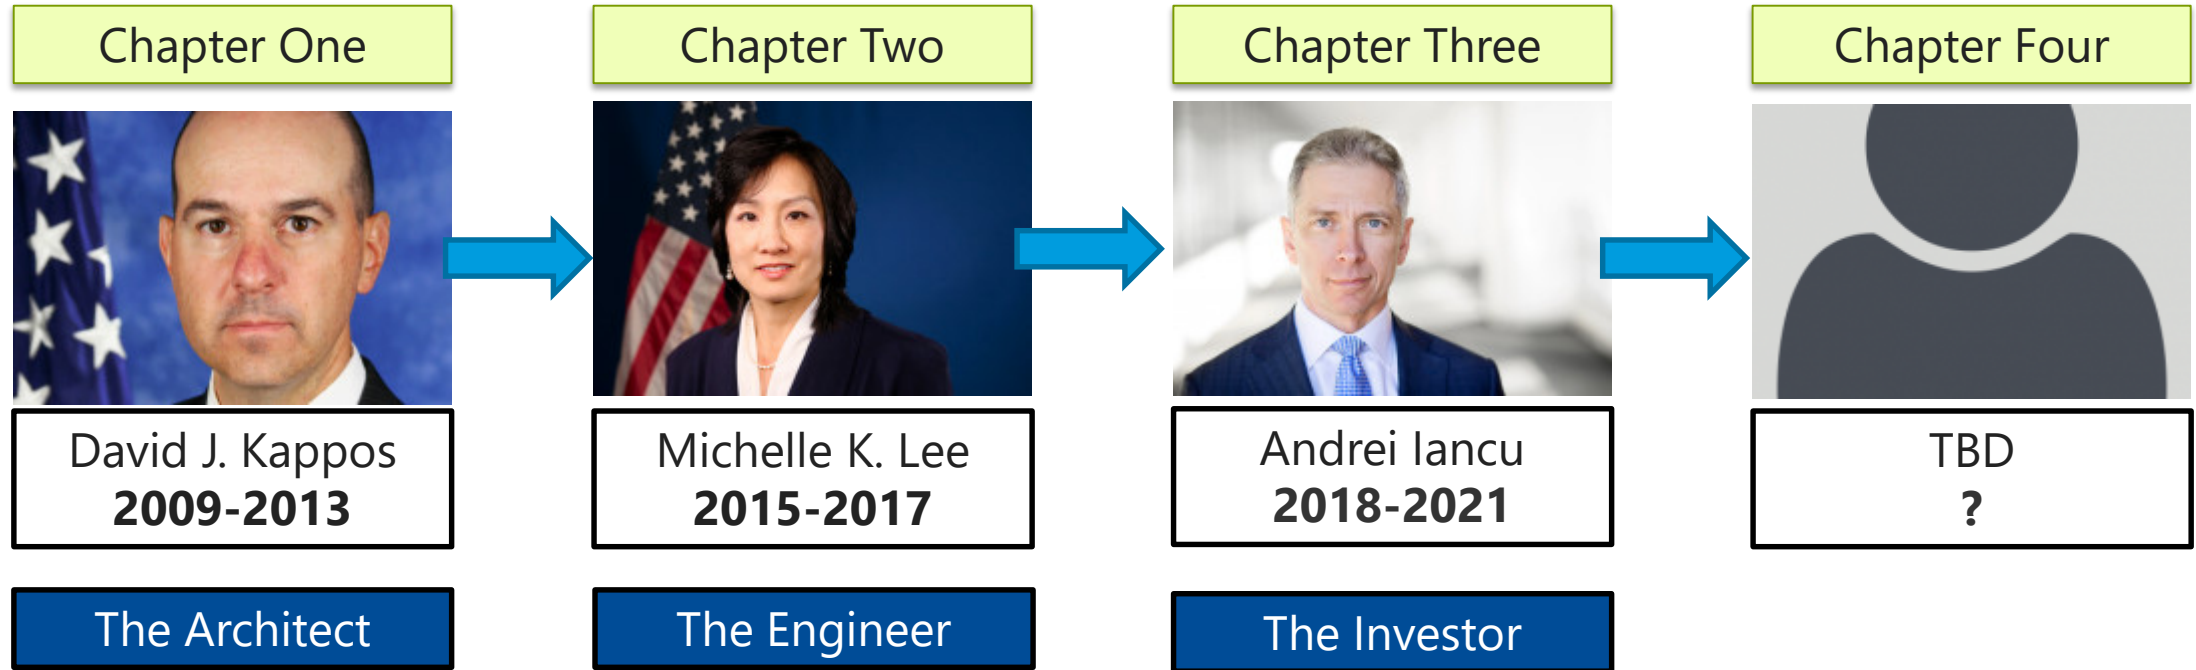 Chapter One
Chapter Two
Chapter Three
Chapter Four
David J. Kappos
2009-2013
Michelle K. Lee
2015-2017
Andrei Iancu
2018-2021
TBD
?
The Architect
The Engineer
The Investor